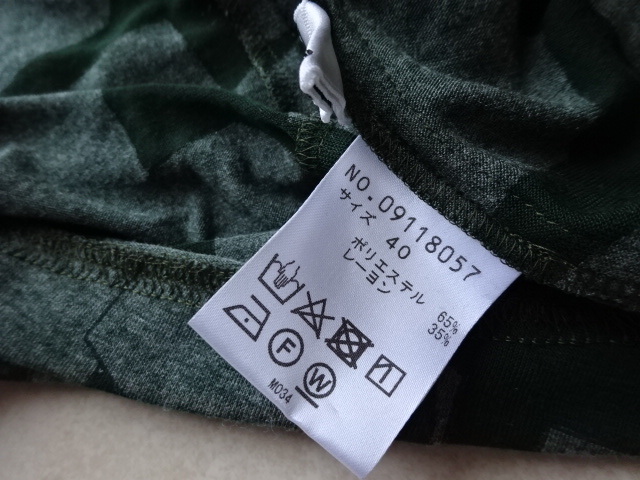 NO.09118057
サイズ 40
ポリエステル 65%
レーヨン 35%
F W
M034